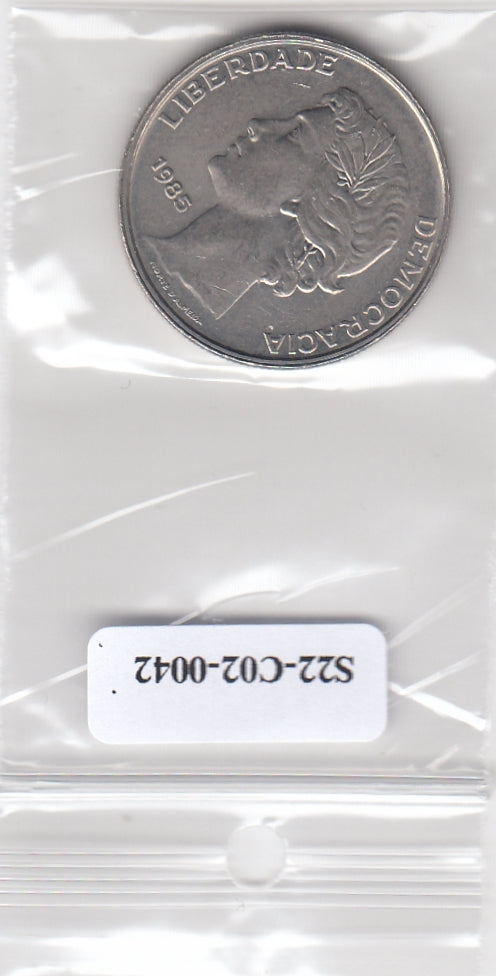 LIBERDADE
DEMOCRACIA
1985
S22-C02-0042